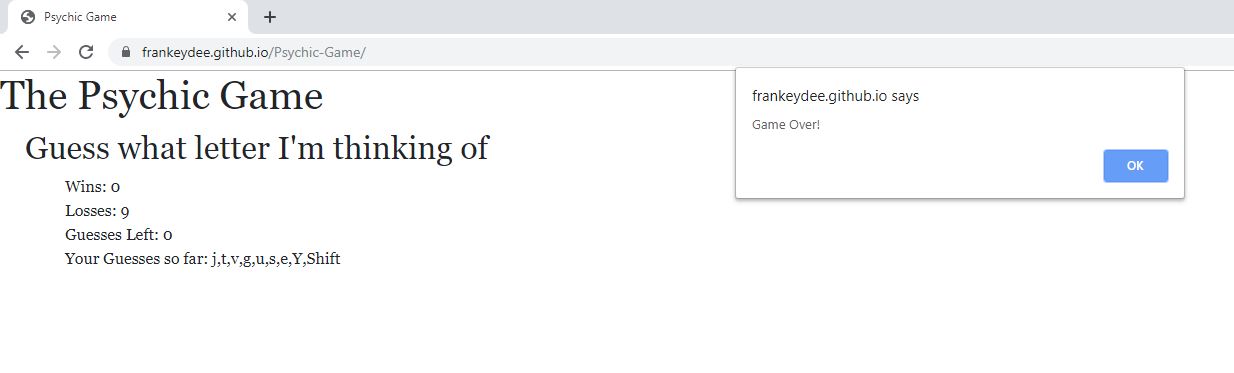 Psychic Game
frankeydee.github.io/Psychic-Game/
The Psychic Game
Guess what letter I'm thinking of
Wins: 0
Losses: 9
Guesses Left: 0
Your Guesses so far: j,t,v,g,u,s,e,Y,Shift
frankeydee.github.io says
Game Over!
OK